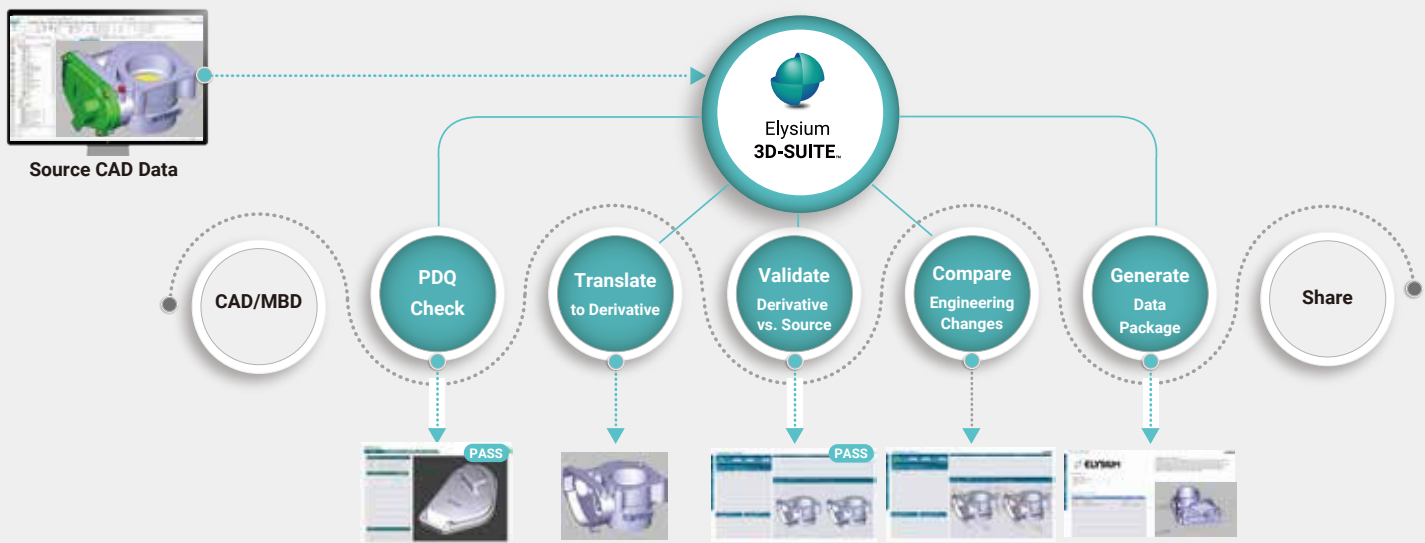 Elysium
3D-SUITE™
Source CAD Data
CAD/MBD
PDQ
Check
Translate
to Derivative
Validate
Derivative
vs. Source
Compare
Engineering
Changes
Generate
Data
Package
Share
PASS
PASS
ELYSIUM